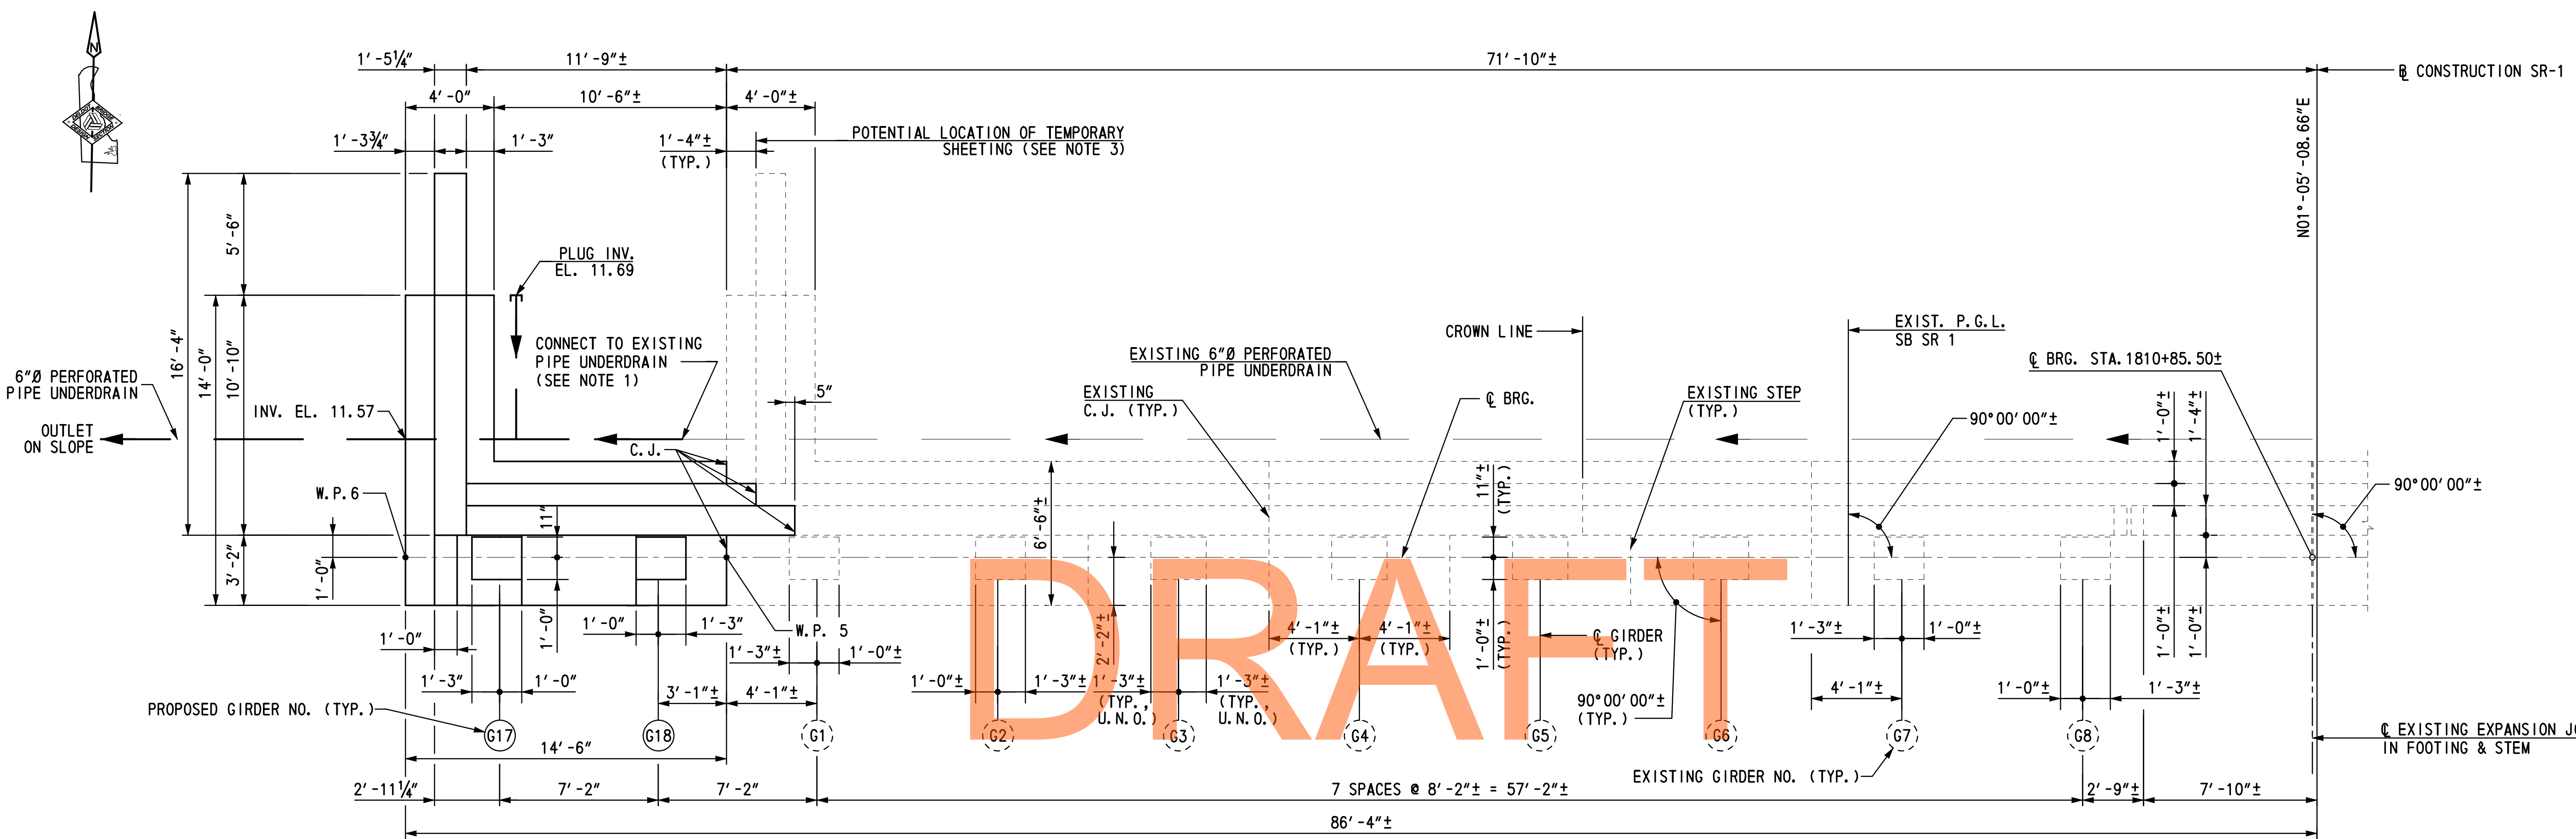 N
1'-5¼"
11'-9"±
71'-10"±
℄ CONSTRUCTION SR-1
4'-0"
10'-6"±
4'-0"±
1'-3¾"
1'-3"
1'-4"±
(TYP.)
POTENTIAL LOCATION OF TEMPORARY
SHEETING (SEE NOTE 3)
N01°-05'-08.66"E
5'-6"
16'-4"
14'-0"
10'-10"
3'-2"
1'-0"
PLUG INV.
EL. 11.69
CONNECT TO EXISTING
PIPE UNDERDRAIN
(SEE NOTE 1)
CROWN LINE
EXIST. P.G.L.
SB SR 1
EXISTING 6"Ø PERFORATED
PIPE UNDERDRAIN
℄ BRG. STA.1810+85.50±
6"Ø PERFORATED
PIPE UNDERDRAIN
INV. EL. 11.57
OUTLET
ON SLOPE
5"
EXISTING
C.J. (TYP.)
℄ BRG.
EXISTING STEP
(TYP.)
90°00'00"±
1'-0"±
1'-4"±
C.J.
W.P.6
11"
6'-6"±
11"±
(TYP.)
90°00'00"±
1'-0"
1'-0"
1'-0"
1'-3"
W.P. 5
1'-3"±
1'-0"±
2'-2"±
4'-1"±
(TYP.)
4'-1"±
(TYP.)
1'-0"±
(TYP.)
℄ GIRDER
(TYP.)
1'-3"±
1'-0"±
1'-0"±
1'-0"±
1'-3"
1'-0"
3'-1"±
4'-1"±
1'-0"±
1'-3"±
1'-3"±
(TYP.,
U.N.O.)
1'-3"±
(TYP.,
U.N.O.)
90°00'00"±
(TYP.)
4'-1"±
1'-0"±
1'-3"±
PROPOSED GIRDER NO. (TYP.)
G17
G18
G1
G2
G3
G4
G5
G6
G7
G8
℄ EXISTING EXPANSION JO
IN FOOTING & STEM
14'-6"
EXISTING GIRDER NO. (TYP.)
2'-11¼"
7'-2"
7'-2"
7 SPACES @ 8'-2"± = 57'-2"±
2'-9"±
7'-10"±
86'-4"±
DRAFT